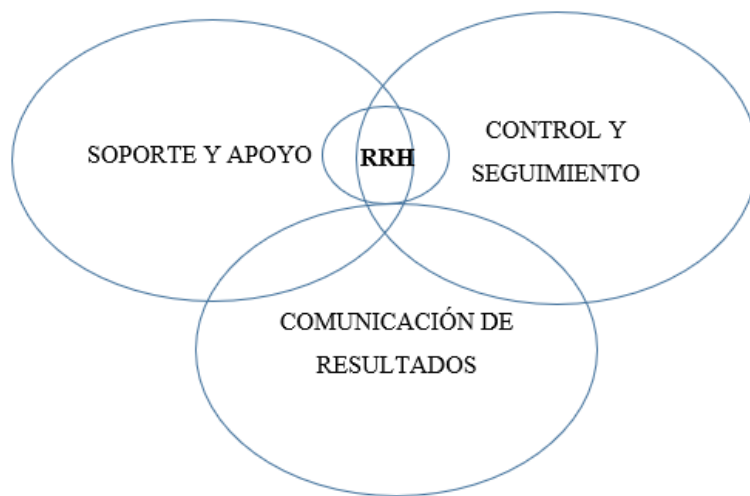 SOPORTE Y APOYO
RRH
CONTROL Y
SEGUIMIENTO
COMUNICACIÓN DE
RESULTADOS